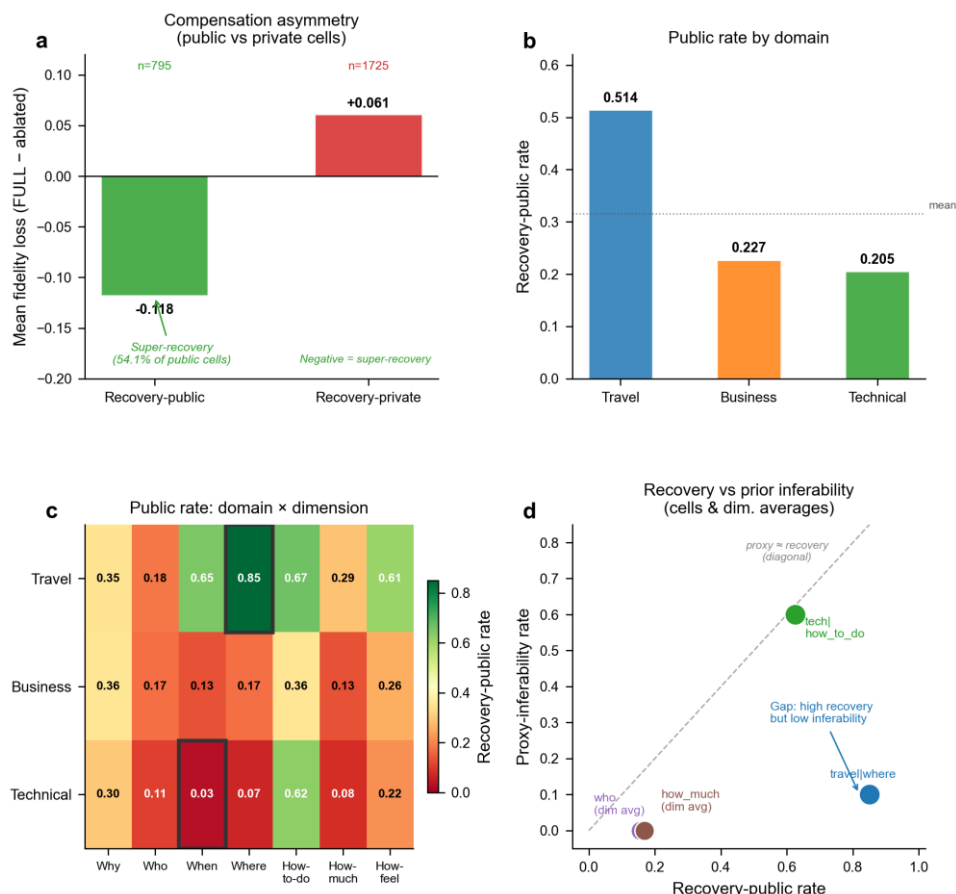 a
Compensation asymmetry
(public vs private cells)
n=795
n=1725
+0.061
-0.118
Super-recovery
(54.1% of public cells)
Negative = super-recovery
Mean fidelity loss (FULL − ablated)
0.10
0.05
0.00
−0.05
−0.10
−0.15
−0.20
Recovery-public
Recovery-private
b
Public rate by domain
Recovery-public rate
0.6
0.5
0.4
0.3
0.2
0.1
0.0
0.514
0.227
0.205
mean
Travel
Business
Technical
c
Public rate: domain × dimension
Travel
0.35 0.18 0.65 0.85 0.67 0.29 0.61
Business
0.36 0.17 0.13 0.17 0.36 0.13 0.26
Technical
0.30 0.11 0.03 0.07 0.62 0.08 0.22
Why
Who
When
Where
How-
to-do
How-
much
How-
feel
0.8
0.6
0.4
0.2
0.0
Recovery-public rate
d
Recovery vs prior inferability
(cells & dim. averages)
Proxy-inferability rate
0.8
0.7
0.6
0.5
0.4
0.3
0.2
0.1
0.0
proxy ≈ recovery
(diagonal)
tech|
how_to_do
Gap: high recovery
but low inferability
travel|where
who
(dim avg)
how_much
(dim avg)
0.0
0.2
0.4
0.6
0.8
1.0
Recovery-public rate